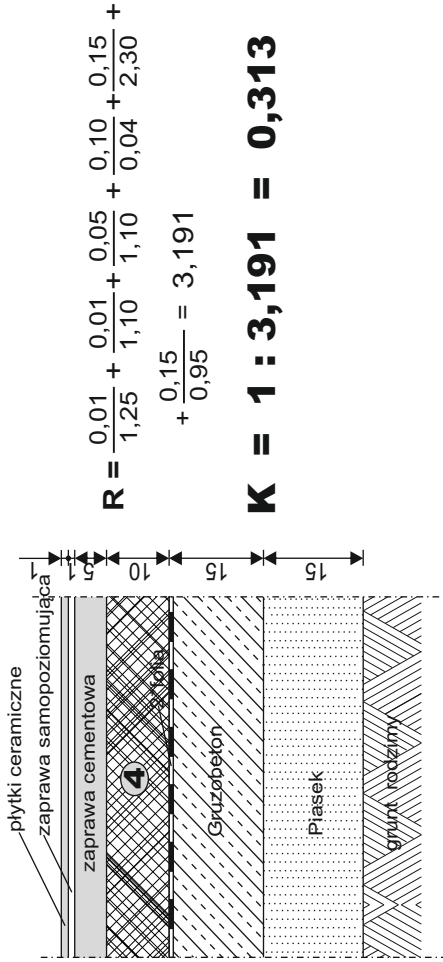 płytki ceramiczne
zaprawa samopoziomująca
zaprawa cementowa
4
2*folia
Gruzobeton
Piasek
grunt rodzimy
1
1
5
10
15
15
R = 0,01/1,25 + 0,01/1,10 + 0,05/1,10 + 0,10/0,04 + 0,15/2,30 +
+ 0,15/0,95 = 3,191
K = 1 : 3,191 = 0,313